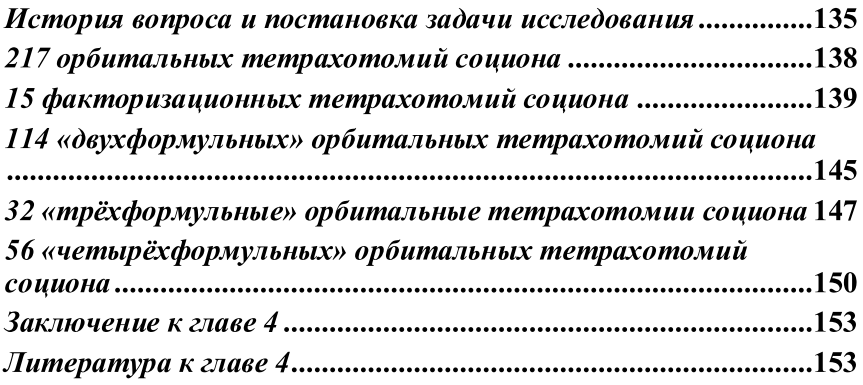 История вопроса и постановка задачи исследования................135
217 орбитальных тетрахотомий социона ...................................138
15 факторизационных тетрахотомий социона .........................139
114 «двухформульных» орбитальных тетрахотомий социона
....................................................................................................................145
32 «трёхформульные» орбитальные тетрахотомии социона 147
56 «четырёхформульных» орбитальных тетрахотомий
социона....................................................................................................150
Заключение к главе 4 ............................................................................153
Литература к главе 4...........................................................................153